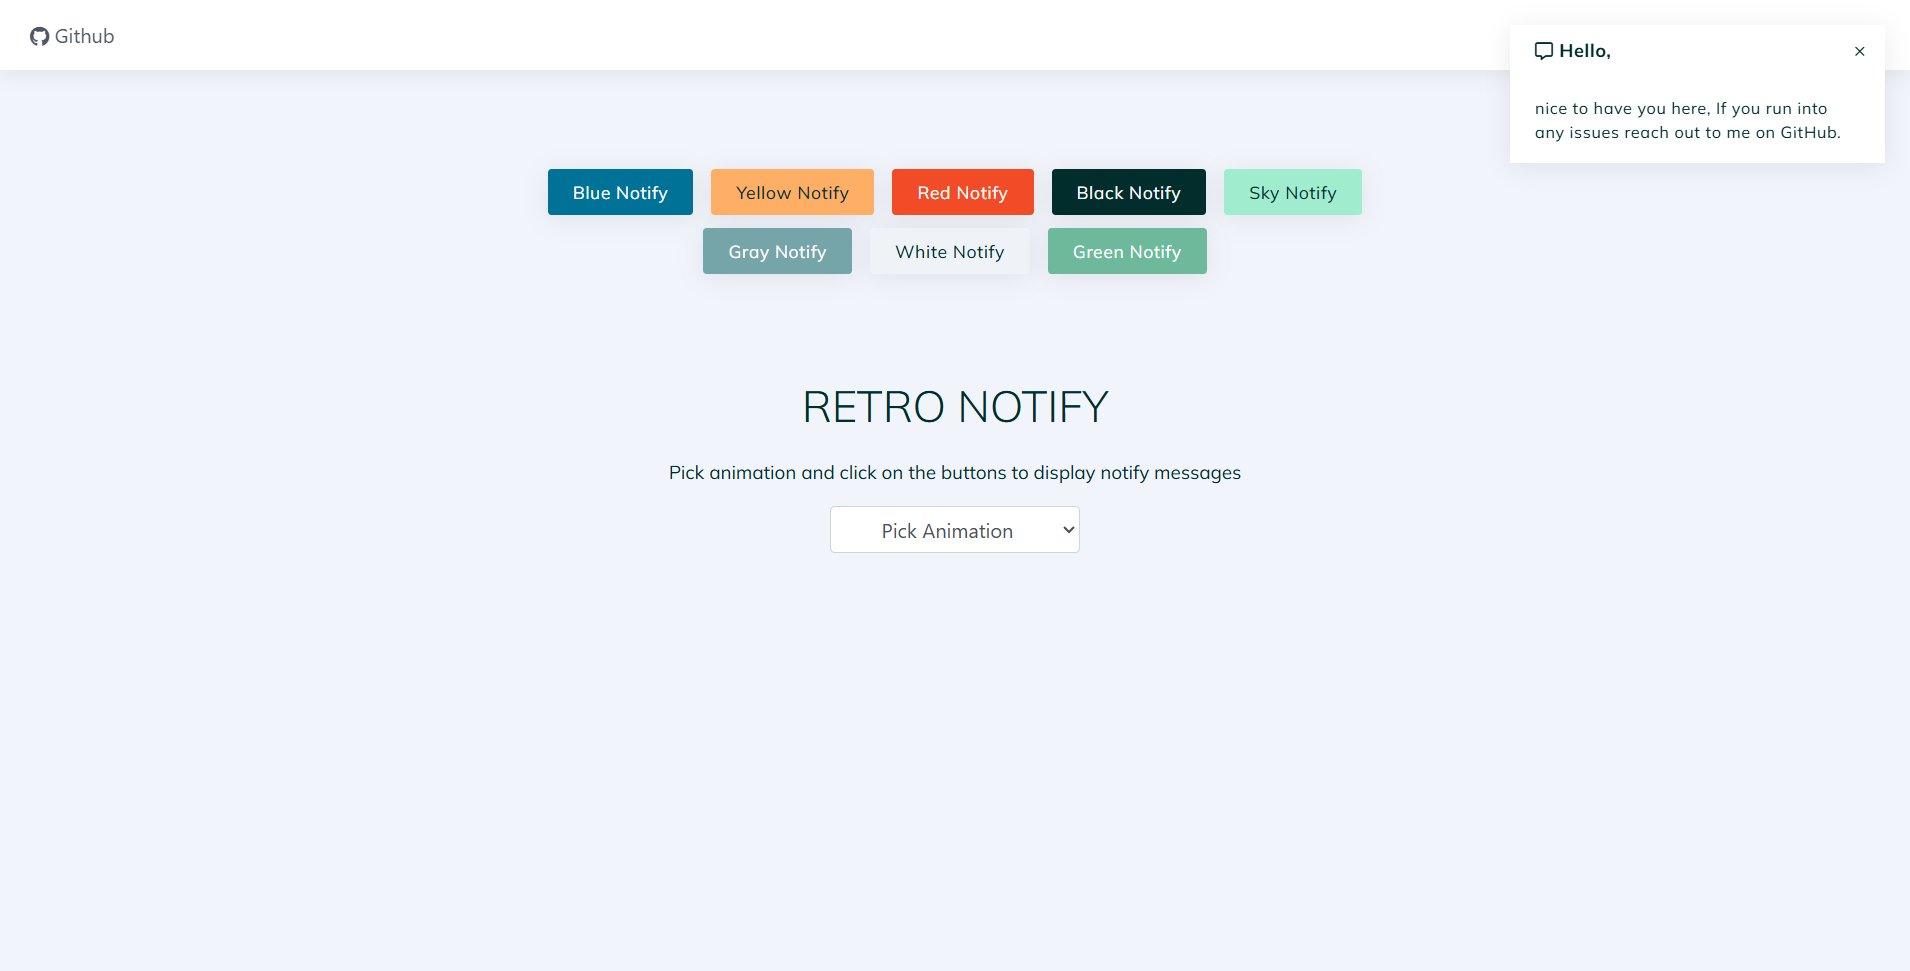 Github
Hello,
nice to have you here, If you run into
any issues reach out to me on GitHub.
Blue Notify
Yellow Notify
Red Notify
Black Notify
Sky Notify
Gray Notify
White Notify
Green Notify
RETRO NOTIFY
Pick animation and click on the buttons to display notify messages
Pick Animation